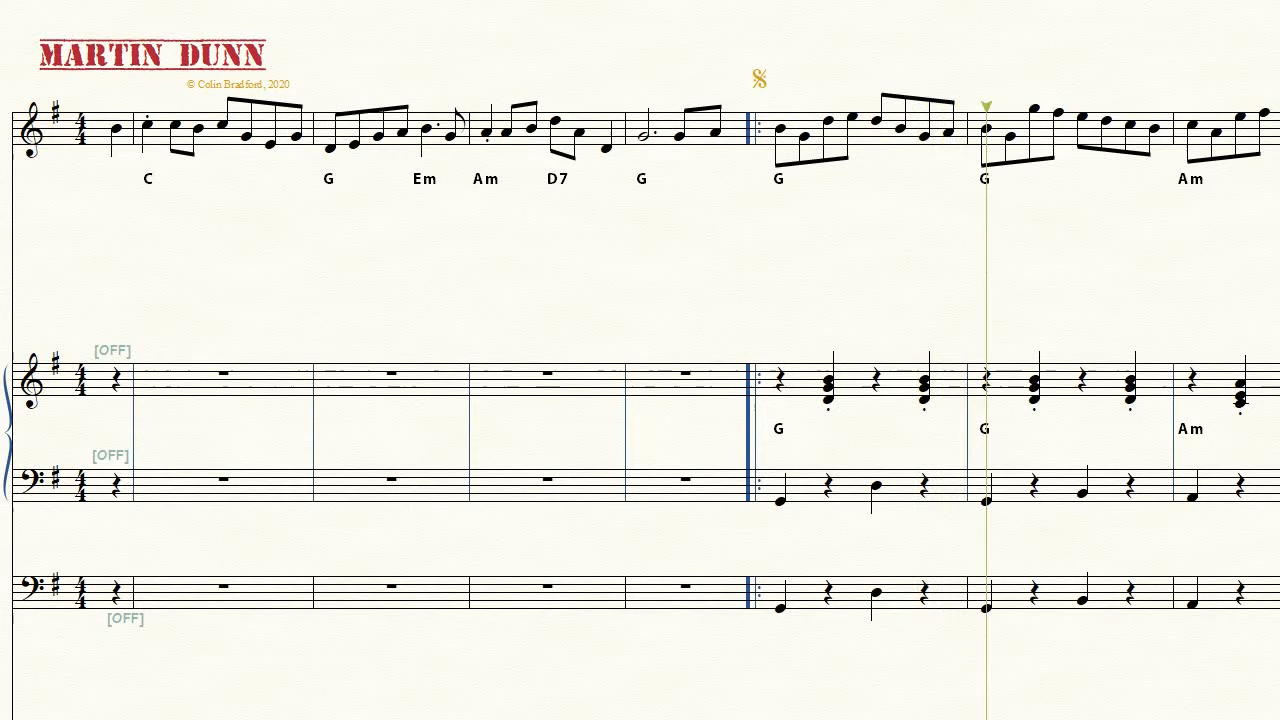 MARTIN DUNN
© Colin Bradford, 2020
C G Em Am D7 G G G Am
[OFF]
G G Am
[OFF]
[OFF]